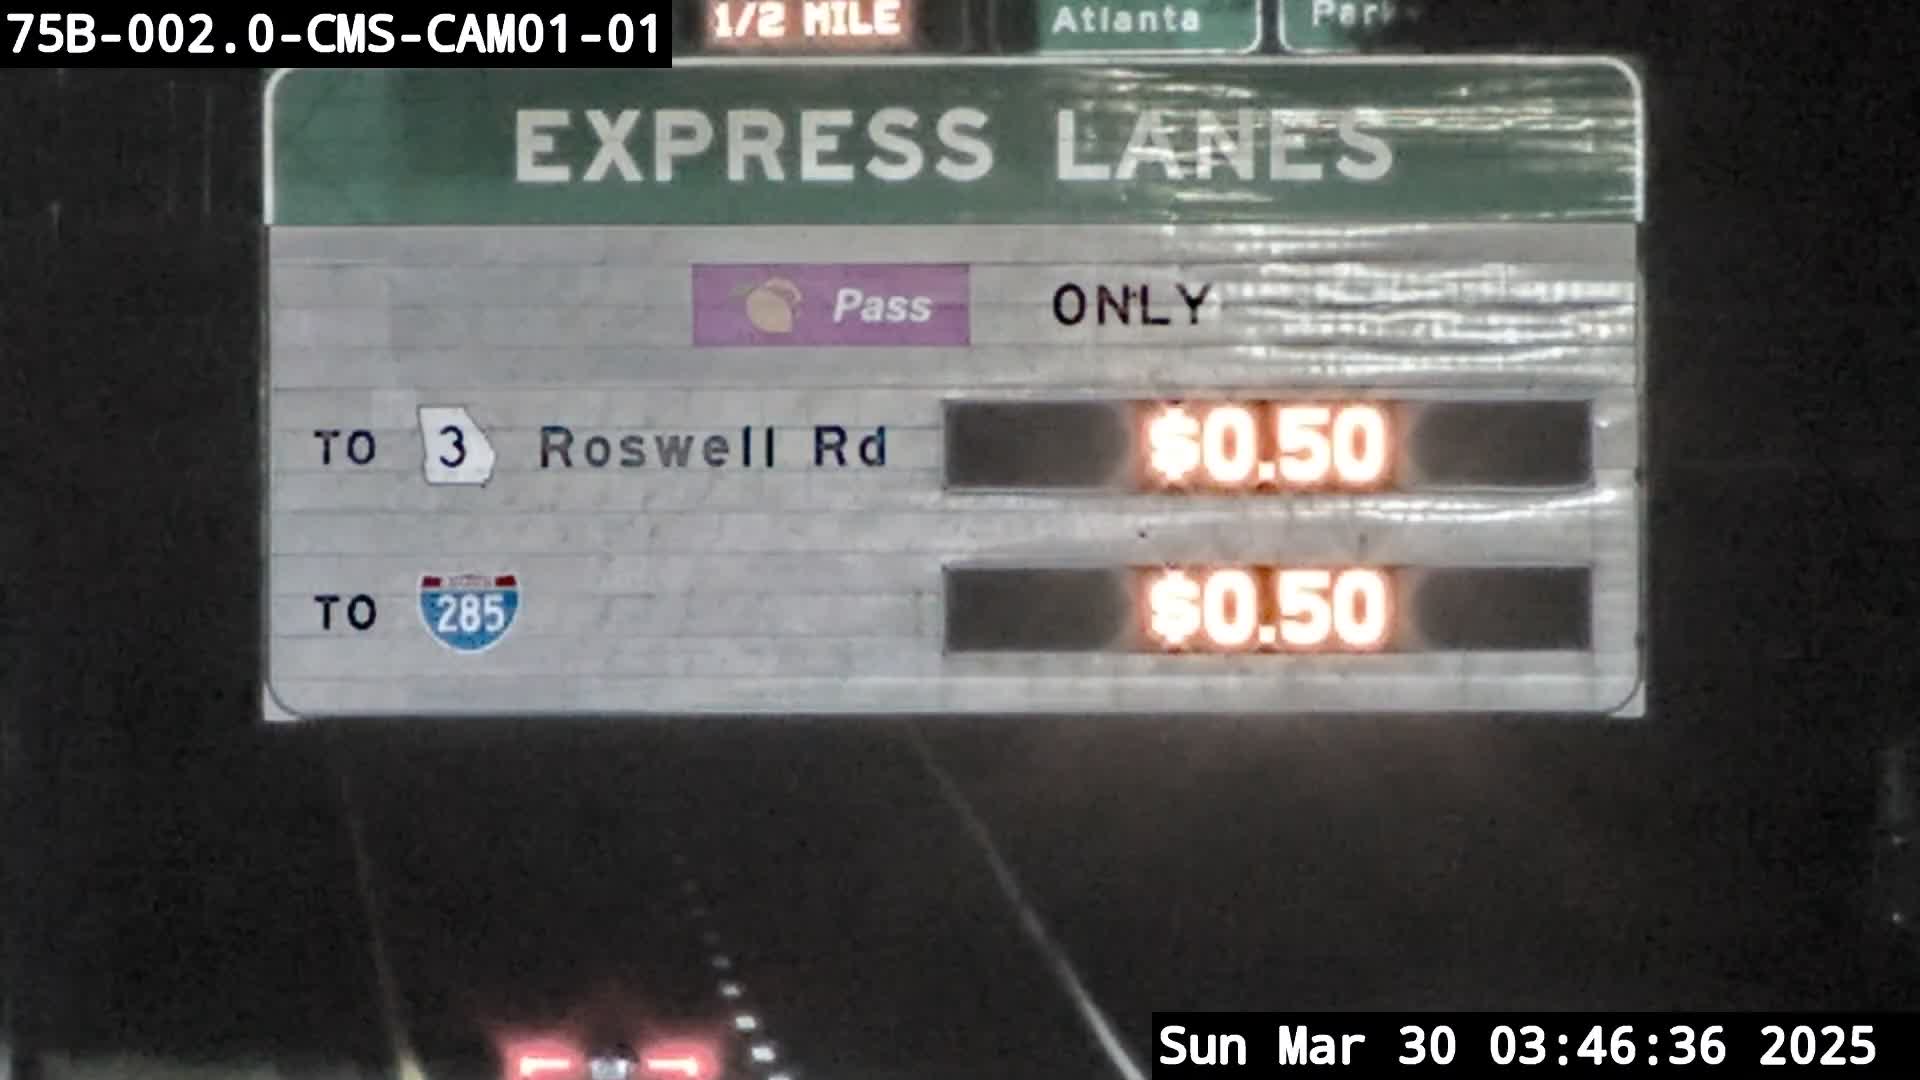 75B-002.0-CMS-CAM01-01
1/2 MILE
Atlanta
EXPRESS LANES
Pass ONLY
TO 3 Roswell Rd $0.50
TO 285 $0.50
Sun Mar 30 03:46:36 2025